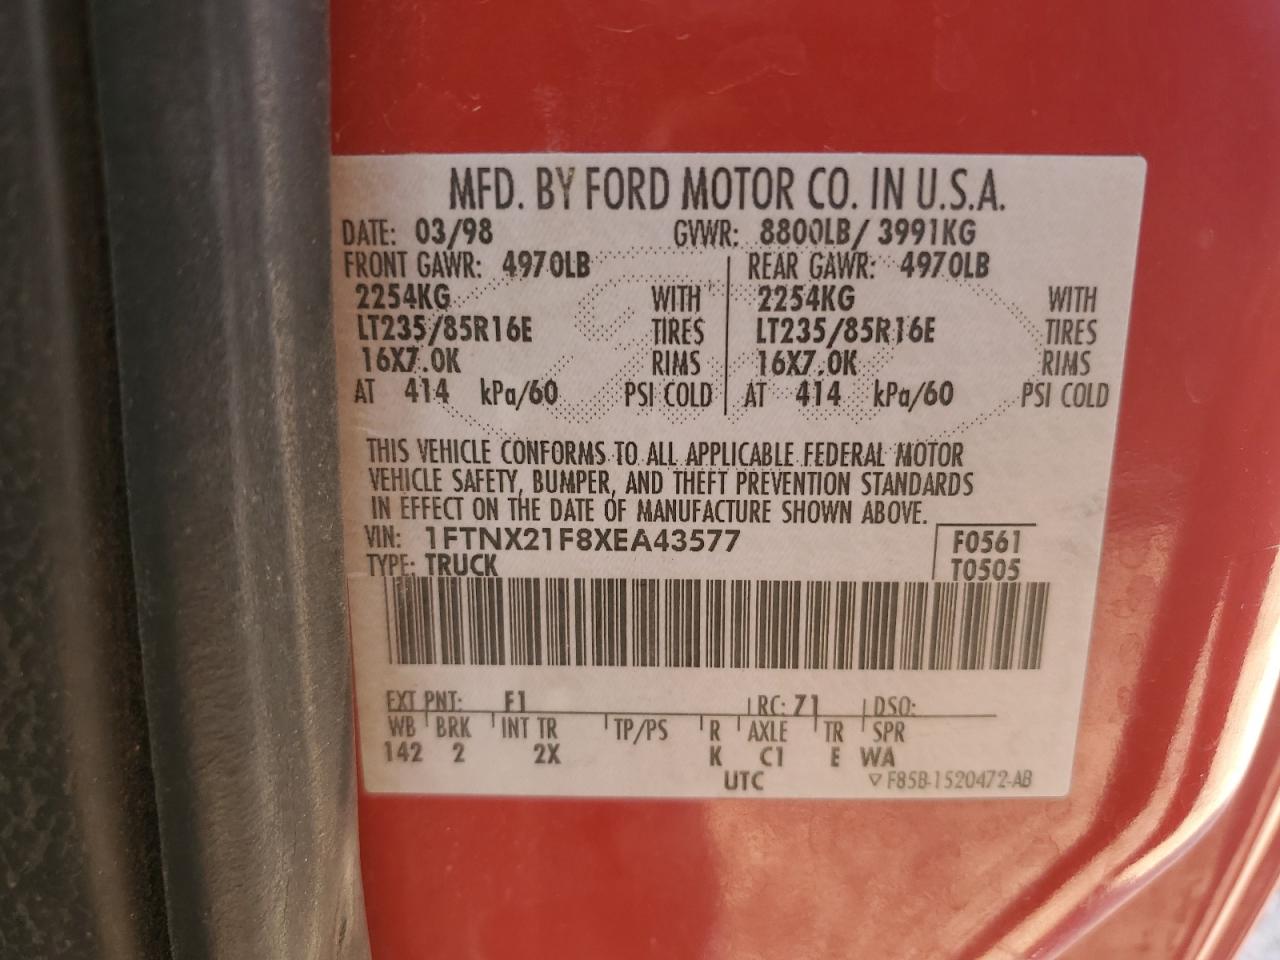 MFD. BY FORD MOTOR CO. IN U.S.A.
DATE: 03/98 GVWR: 8800LB/ 3991KG
FRONT GAWR: 4970LB REAR GAWR: 4970LB
2254KG WITH 2254KG WITH
LT235/85R16E TIRES LT235/85R16E TIRES
16X7.0K RIMS 16X7.0K RIMS
AT 414 kPa/60 PSI COLD AT 414 kPa/60 PSI COLD
THIS VEHICLE CONFORMS TO ALL APPLICABLE FEDERAL MOTOR
VEHICLE SAFETY, BUMPER, AND THEFT PREVENTION STANDARDS
IN EFFECT ON THE DATE OF MANUFACTURE SHOWN ABOVE.
VIN: 1FTNX21F8XEA43577 F0561
TYPE: TRUCK T0505
EXT PNT: F1 RC: 71 DSO:
WB BRK INT TR TP/PS R AXLE TR SPR
142 2 2X K C1 E WA
UTC ▽ F85B-1520472-AB